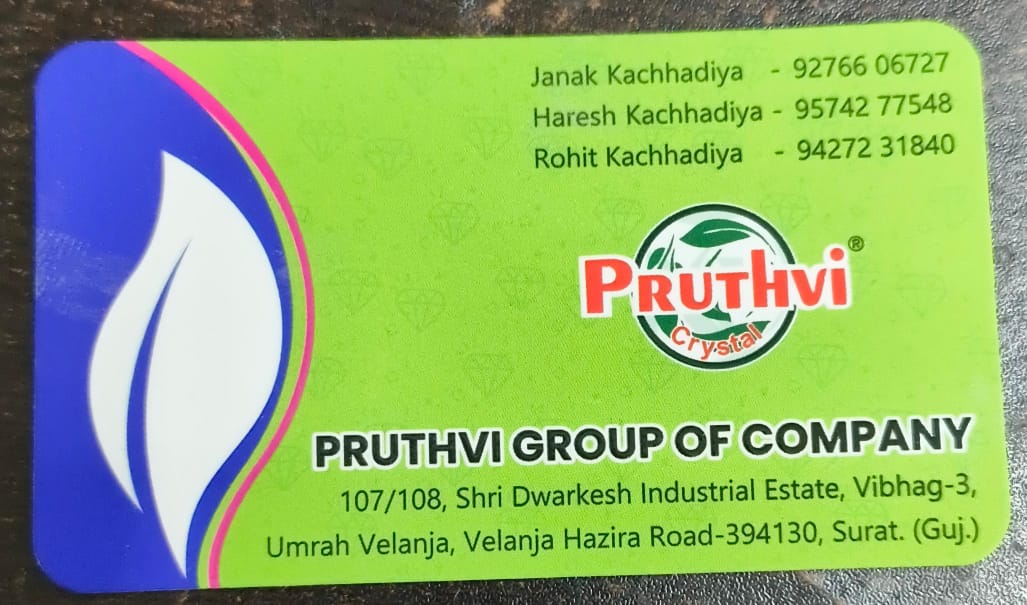 Janak Kachhadiya - 92766 06727
Haresh Kachhadiya - 95742 77548
Rohit Kachhadiya - 94272 31840
PRUTHVI®
Crystal
PRUTHVI GROUP OF COMPANY
107/108, Shri Dwarkesh Industrial Estate, Vibhag-3,
Umrah Velanja, Velanja Hazira Road-394130, Surat. (Guj.)